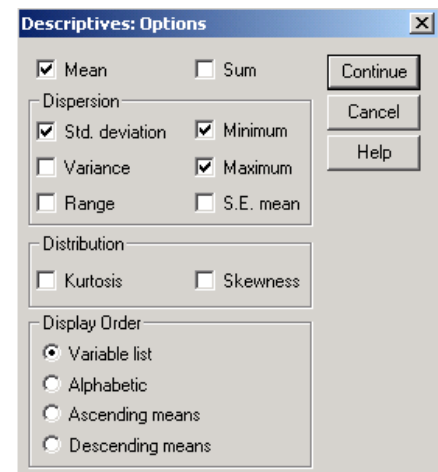 Descriptives: Options
Mean Sum Continue
Dispersion Cancel
Std. deviation Minimum
Variance Maximum Help
Range S.E. mean
Distribution
Kurtosis Skewness
Display Order
Variable list
Alphabetic
Ascending means
Descending means